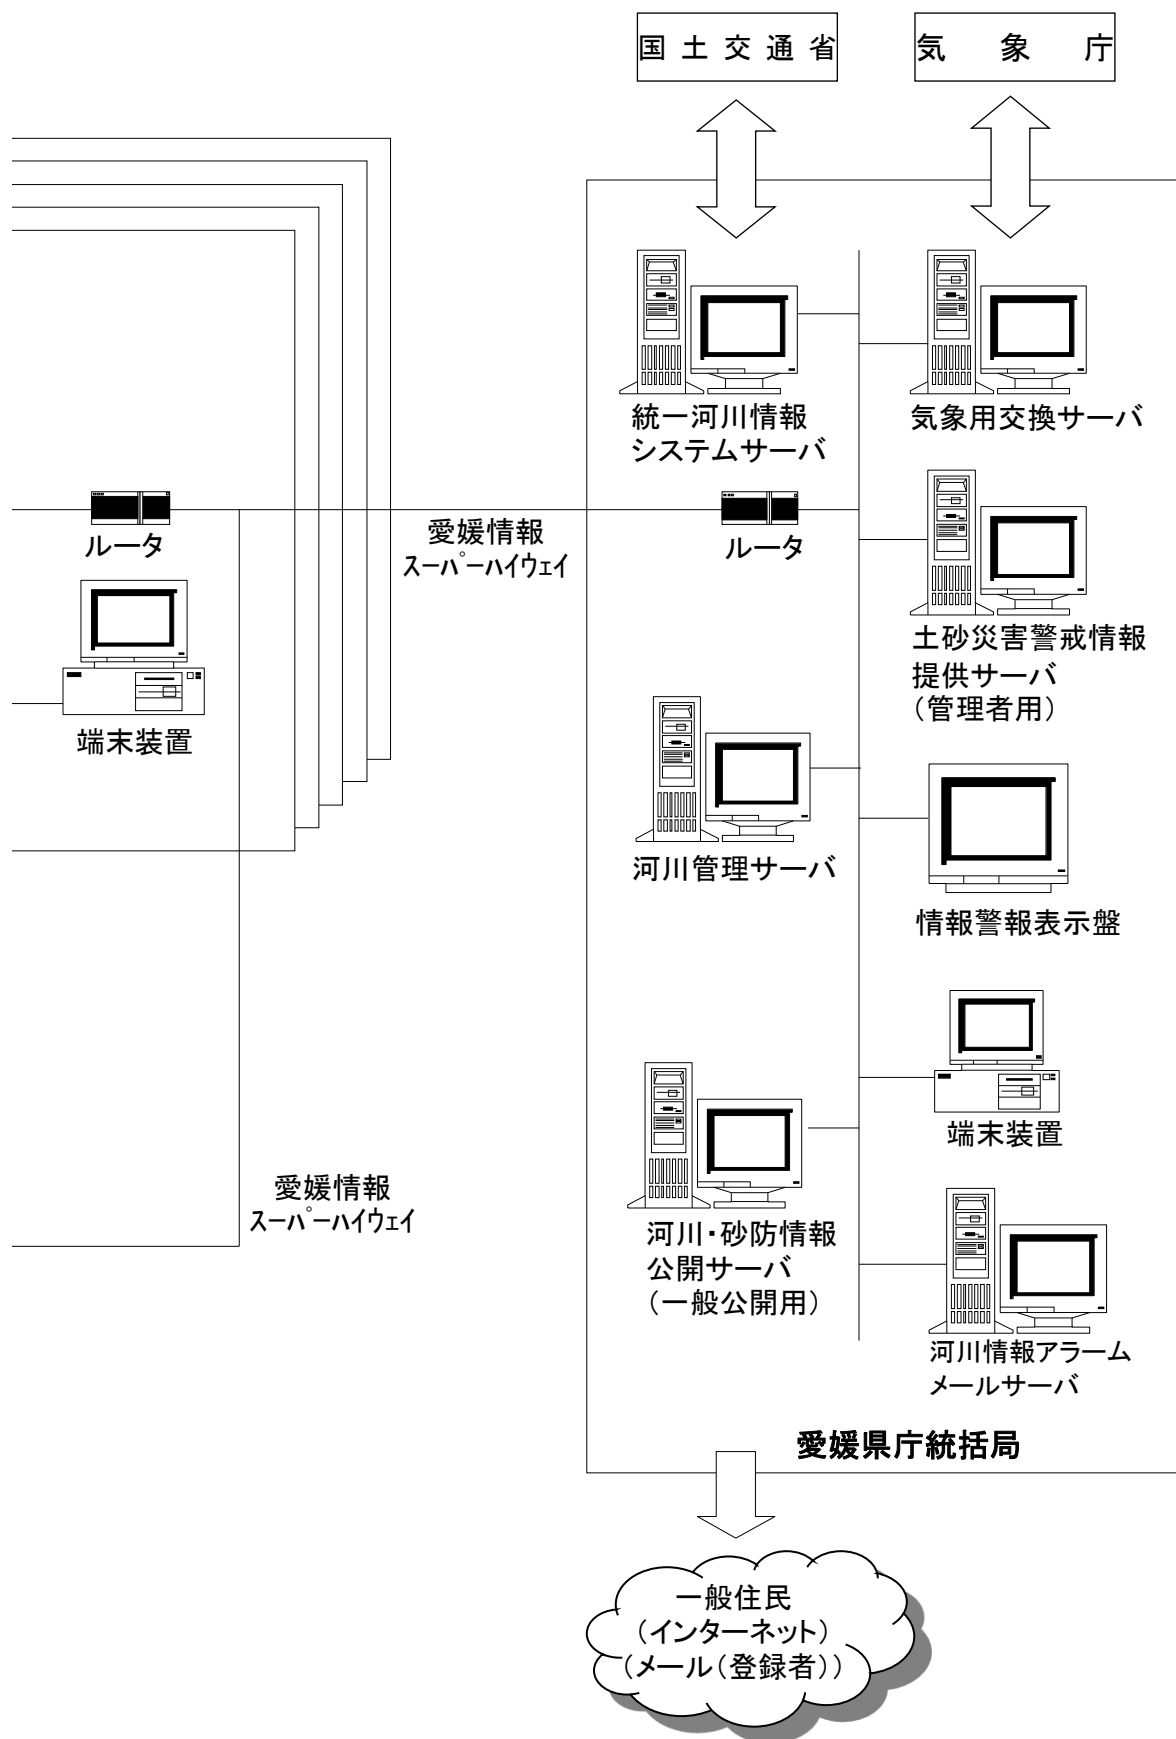 国土交通省
気象庁
統一河川情報
システムサーバ
気象用交換サーバ
ルータ
愛媛情報
スーパーハイウェイ
ルータ
土砂災害警戒情報
提供サーバ
（管理者用）
端末装置
河川管理サーバ
情報警報表示盤
端末装置
愛媛情報
スーパーハイウェイ
河川・砂防情報
公開サーバ
（一般公開用）
河川情報アラーム
メールサーバ
愛媛県庁統括局
一般住民
（インターネット）
（メール（登録者））